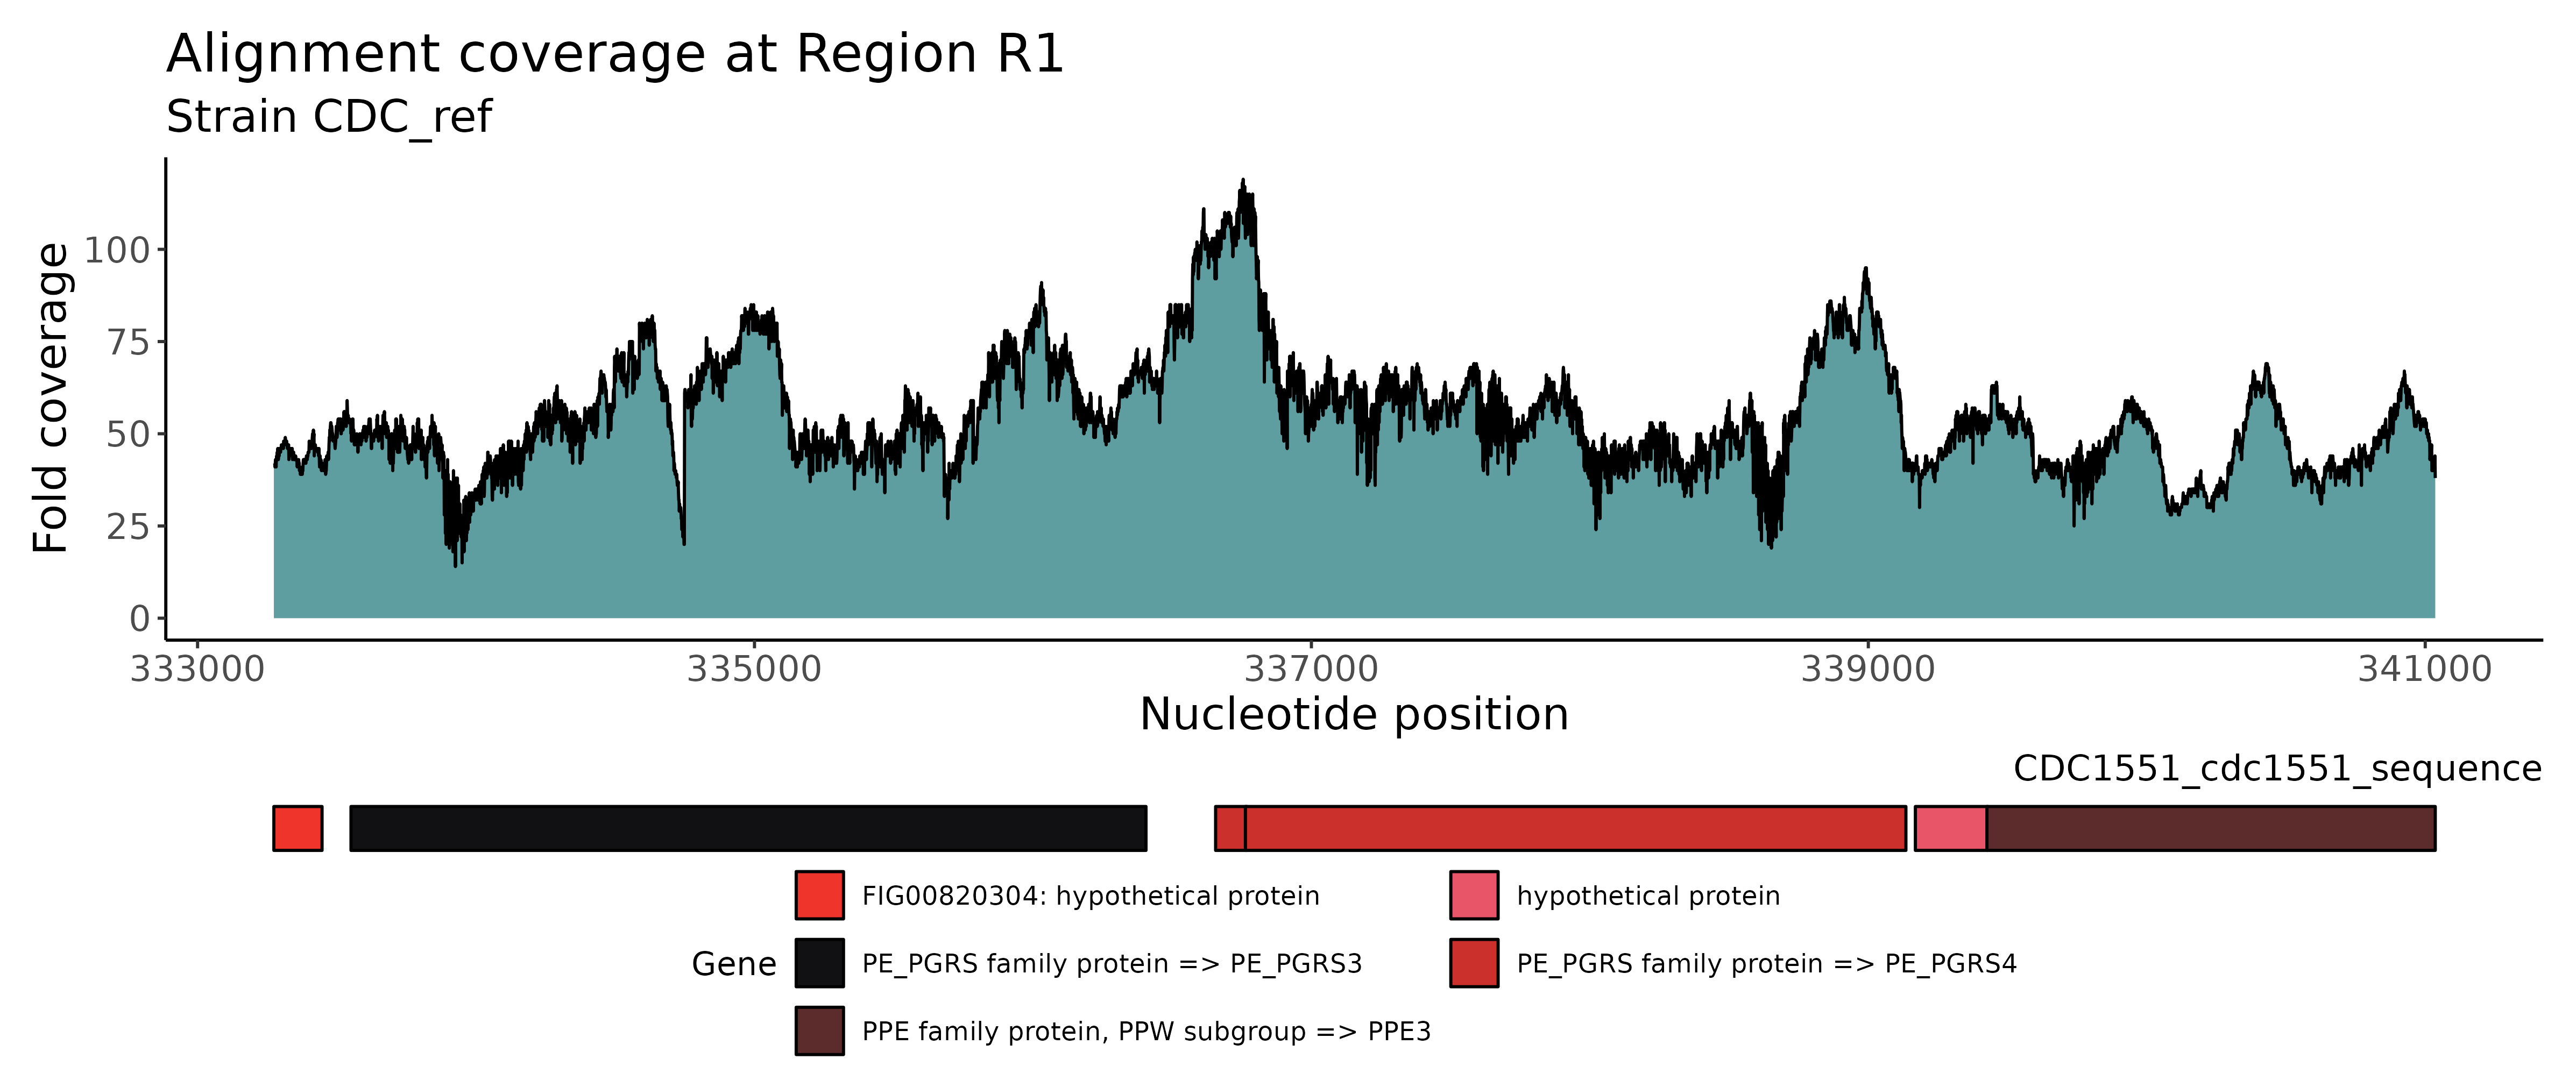 Alignment coverage at Region R1
Strain CDC_ref
Fold coverage
100
75
50
25
0
333000 335000 337000 339000 341000
Nucleotide position
CDC1551_cdc1551_sequence
Gene
FIG00820304: hypothetical protein
PE_PGRS family protein => PE_PGRS3
PPE family protein, PPW subgroup => PPE3
hypothetical protein
PE_PGRS family protein => PE_PGRS4